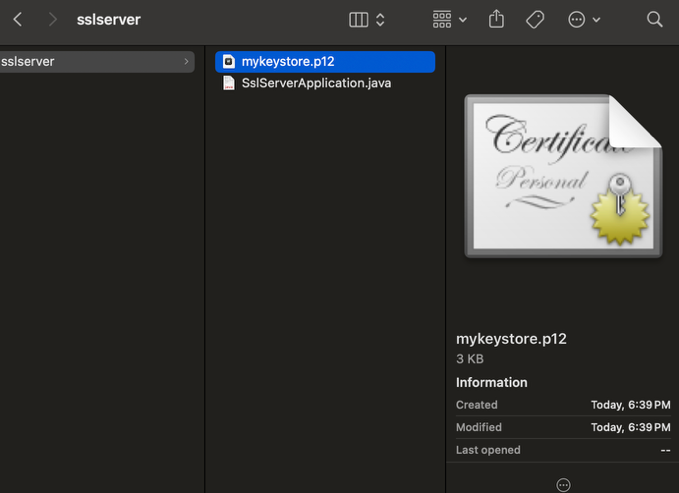 sslserver
sslserver
mykeystore.p12
SslServerApplication.java
Certificate
Personal
mykeystore.p12
3 KB
Information
Created Today, 6:39 PM
Modified Today, 6:39 PM
Last opened --